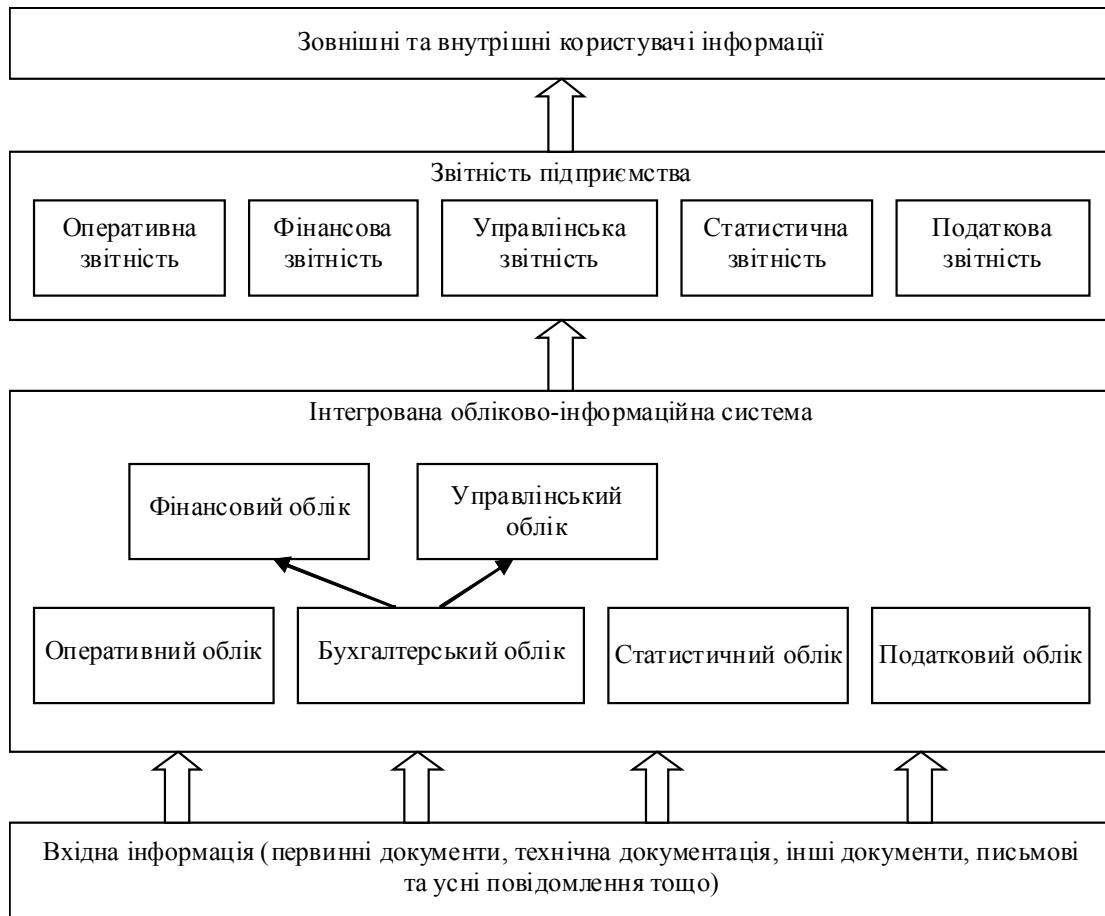 Зовнішні та внутрішні користувачі інформації
Звітність підприємства
Оперативна
звітність
Фінансова
звітність
Управлінська
звітність
Статистична
звітність
Податкова
звітність
Інтегрована обліково-інформаційна система
Фінансовий облік
Управлінський
облік
Оперативний облік
Бухгалтерський облік
Статистичний облік
Податковий облік
Вхідна інформація (первинні документи, технічна документація, інші документи, письмові
та усні повідомлення тощо)